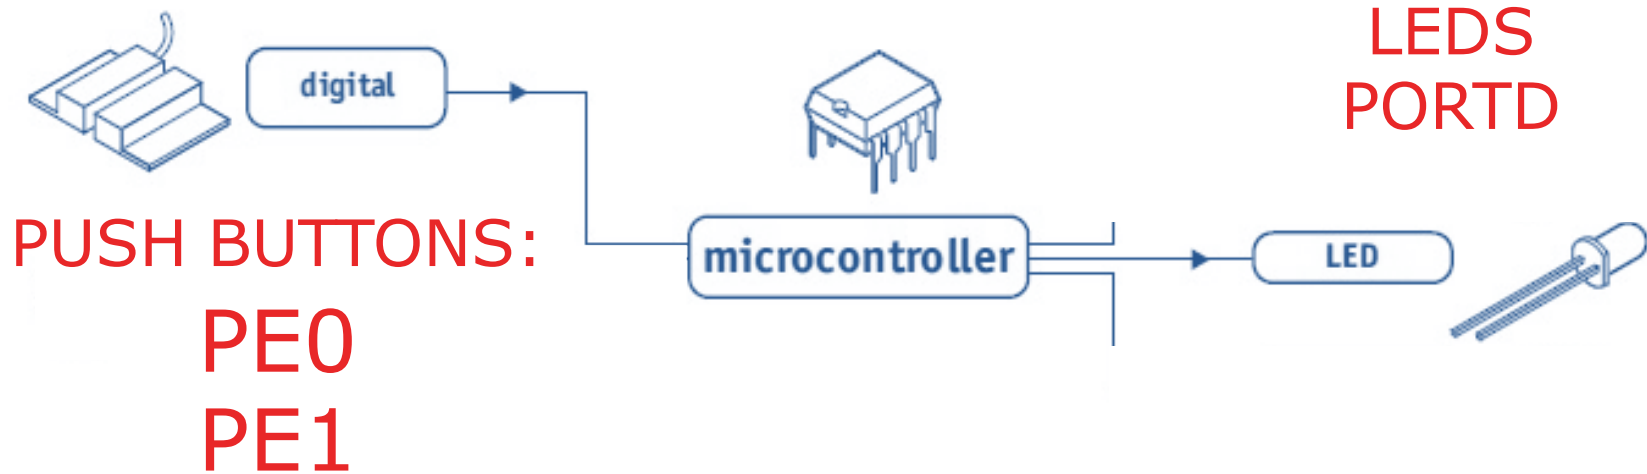 digital
PUSH BUTTONS:
PE0
PE1
microcontroller
LEDS
PORTD
LED